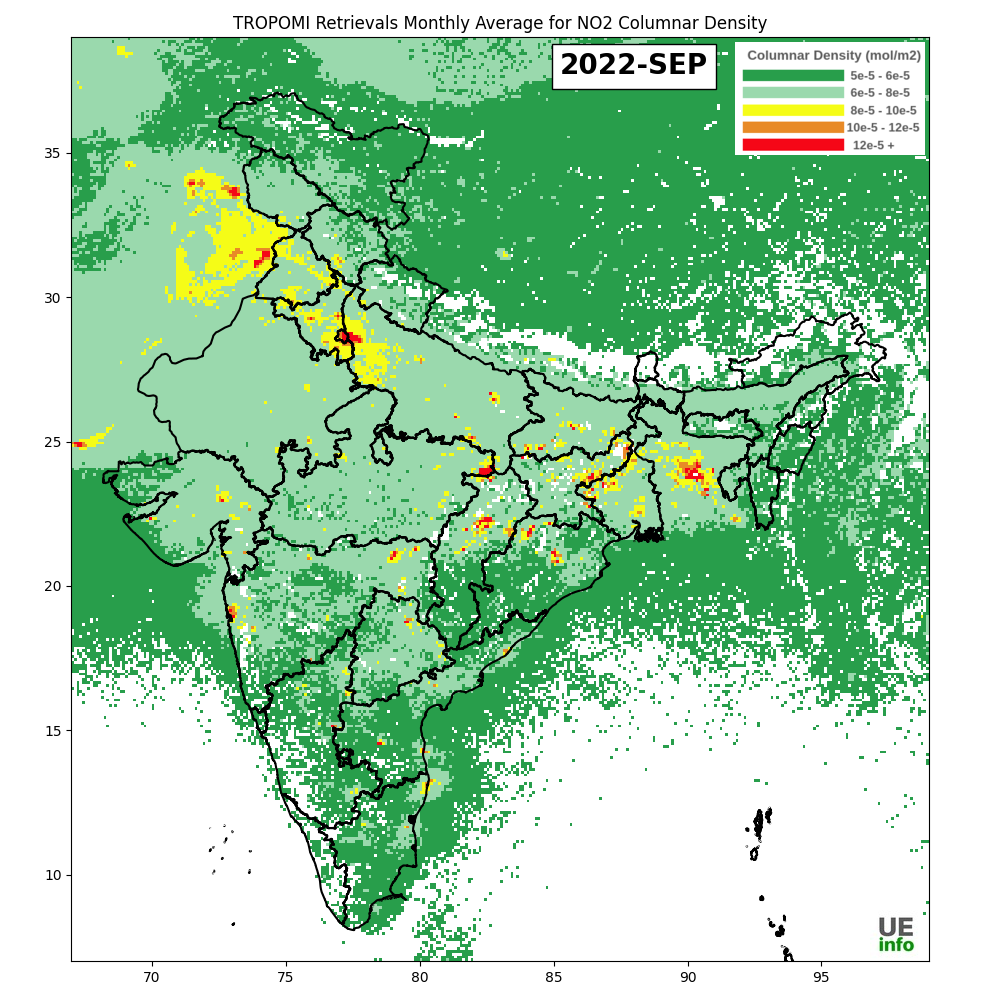 TROPOMI Retrievals Monthly Average for NO2 Columnar Density
2022-SEP
Columnar Density (mol/m2)
5e-5 - 6e-5
6e-5 - 8e-5
8e-5 - 10e-5
10e-5 - 12e-5
12e-5 +
35
30
25
20
15
10
70 75 80 85 90 95
UE
info